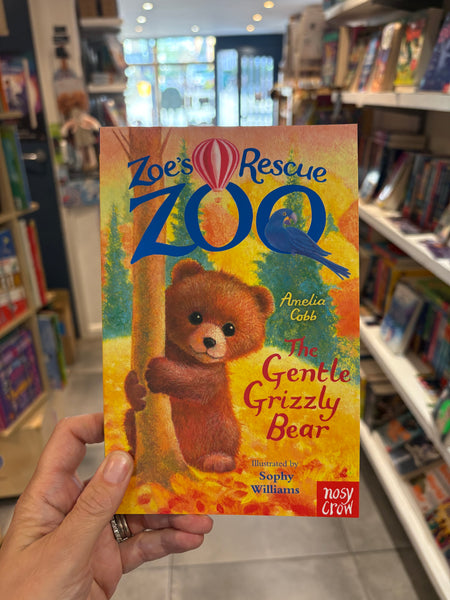 Zoe's Rescue
ZOO
Amelia
Cobb
The
Gentle
Grizzly
Bear
Illustrated by
Sophy
Williams
nosy
crow